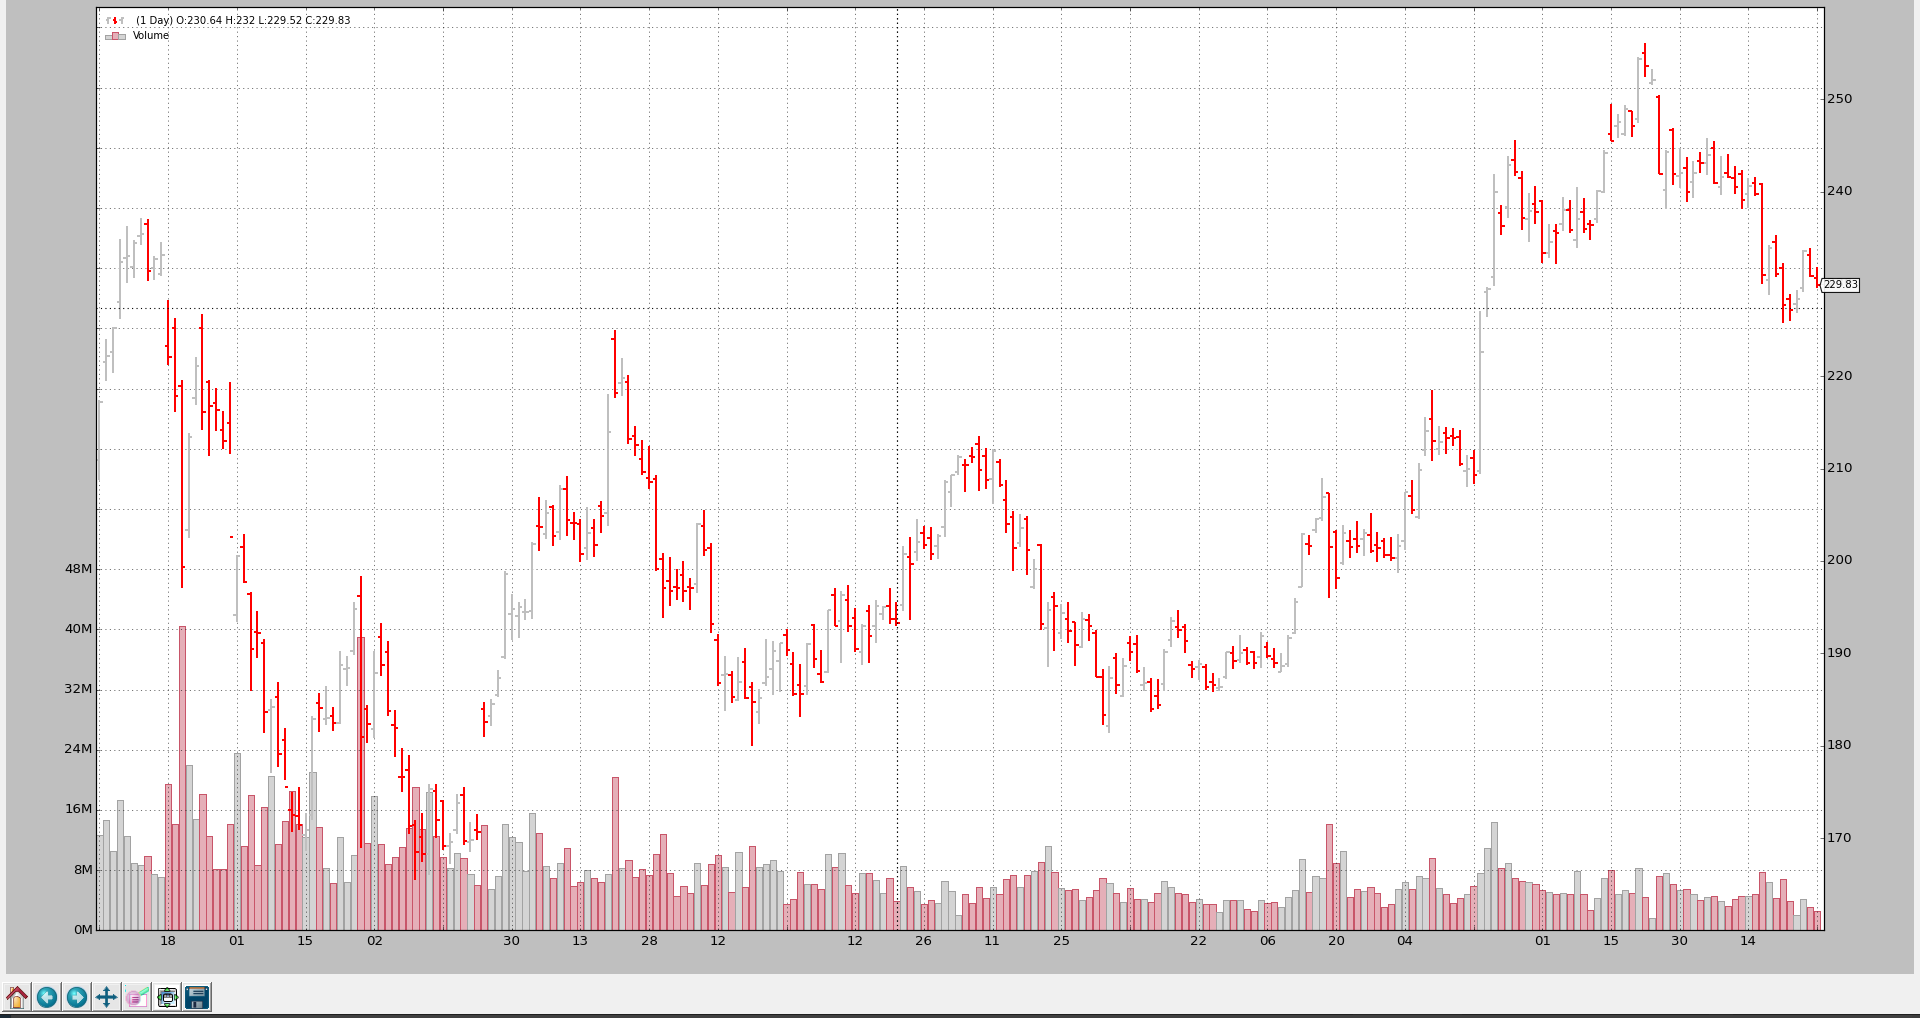 (1 Day) O:230.64 H:232 L:229.52 C:229.83
Volume
250
240
229.83
220
210
200
190
180
170
48M
40M
32M
24M
16M
8M
0M
18 01 15 02 30 13 28 12 12 26 11 25 22 06 20 04 01 15 30 14